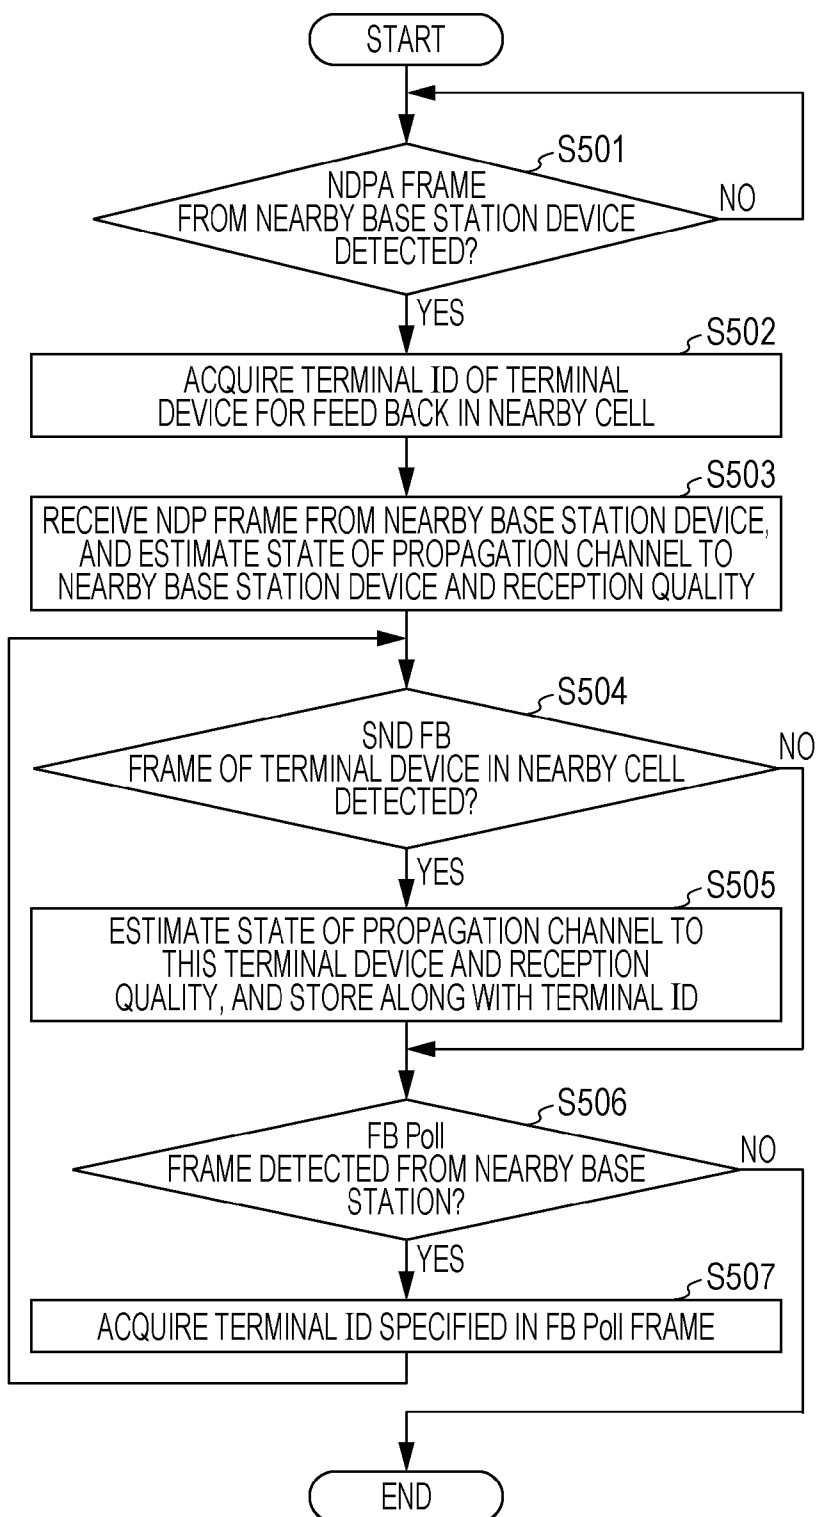 START
S501
NDPA FRAME
FROM NEARBY BASE STATION DEVICE
DETECTED?
NO
YES
S502
ACQUIRE TERMINAL ID OF TERMINAL
DEVICE FOR FEED BACK IN NEARBY CELL
S503
RECEIVE NDP FRAME FROM NEARBY BASE STATION DEVICE,
AND ESTIMATE STATE OF PROPAGATION CHANNEL TO
NEARBY BASE STATION DEVICE AND RECEPTION QUALITY
S504
SND FB
FRAME OF TERMINAL DEVICE IN NEARBY CELL
DETECTED?
NO
YES
S505
ESTIMATE STATE OF PROPAGATION CHANNEL TO
THIS TERMINAL DEVICE AND RECEPTION
QUALITY, AND STORE ALONG WITH TERMINAL ID
S506
FB Poll
FRAME DETECTED FROM NEARBY BASE
STATION?
NO
YES
S507
ACQUIRE TERMINAL ID SPECIFIED IN FB Poll FRAME
END